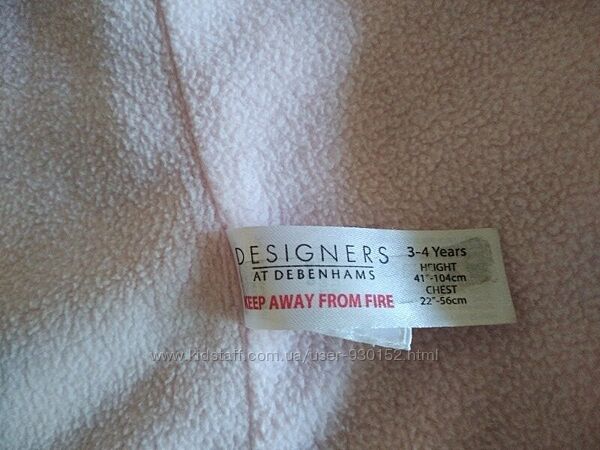 DESIGNERS
AT DEBENHAMS
KEEP AWAY FROM FIRE
3-4 Years
HEIGHT
41"-104cm
CHEST
22"-56cm
www.kidstaff.com.ua/user-930152.html